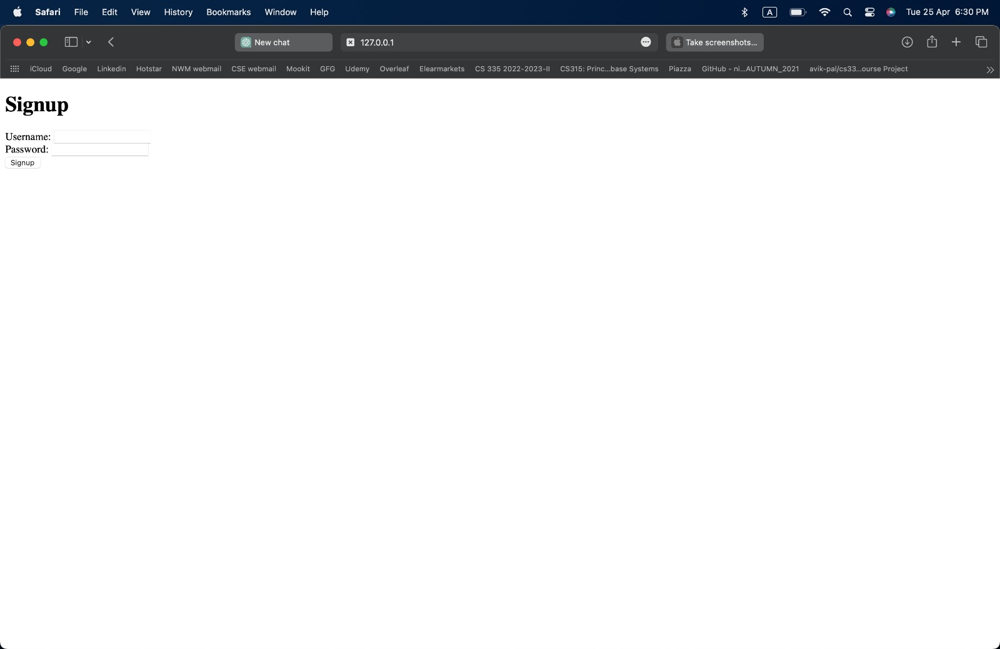 Safari File Edit View History Bookmarks Window Help A Tue 25 Apr 6:30 PM
New chat 127.0.0.1 Take screenshots...
iCloud Google Linkedin Hotstar NWM webmail CSE webmail Mookit GFG Udemy Overleaf Elearmarkets CS 335 2022-2023-II CS315: Princ...base Systems Piazza GitHub - ni...AUTUMN_2021 avik-pal/cs33...ourse Project
Signup
Username:
Password:
Signup